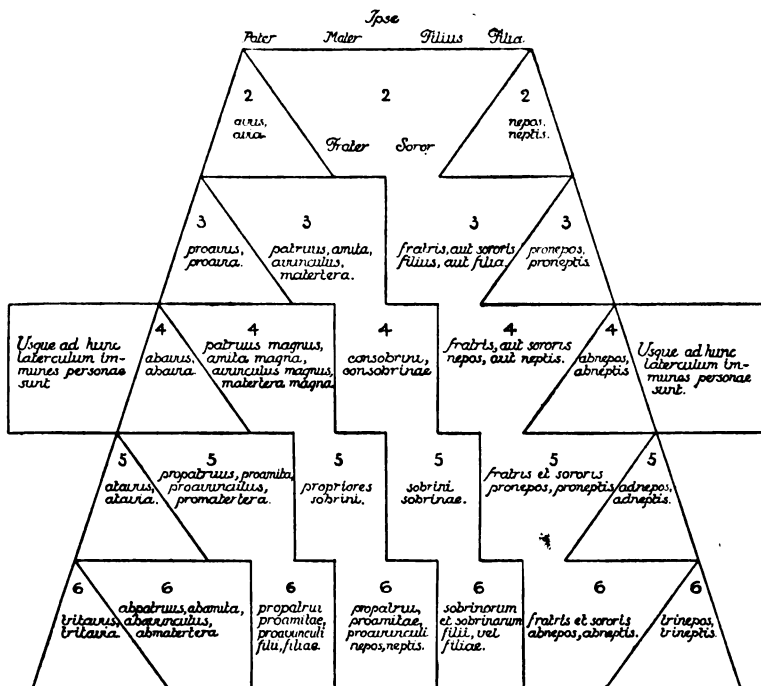 Ipse
Pater Mater Filius Filia
2
avus,
avia.
2
Frater Soror
2
nepos,
neptis.
3
proavus,
proavia.
3
patruus, amita,
avunculus,
matertera.
3
fratris, aut sororis
filius, aut filia
3
pronepos,
proneptis
Usque ad hunc
laterculum im-
munes personae
sunt
4
abavus,
abavia.
4
patruus magnus,
amita magna,
avunculus magnus,
matertera magna
4
consobrini,
consobrinae
4
fratris, aut sororis
nepos, aut neptis.
4
abnepos,
abneptis
Usque ad hunc
laterculum im-
munes personae
sunt.
5
atavus,
atavia.
5
propatruus, proamita,
proavunculus,
promatertera.
5
propriores
sobrini.
5
sobrini
sobrinae.
5
fratris et sororis
pronepos, proneptis
5
adnepos,
adneptis.
6
tritavus,
tritavia
6
abpatruus, abamita,
abavunculus,
abmatertera
6
propatrui
proamitae,
proavunculi
filii, filiae.
6
propatrui,
proamitae,
proavunculi
nepos, neptis.
6
sobrinorum
et sobrinarum
filii, vel
filiae.
6
fratris et sororis
abnepos, abneptis.
6
trinepos,
trineptis.